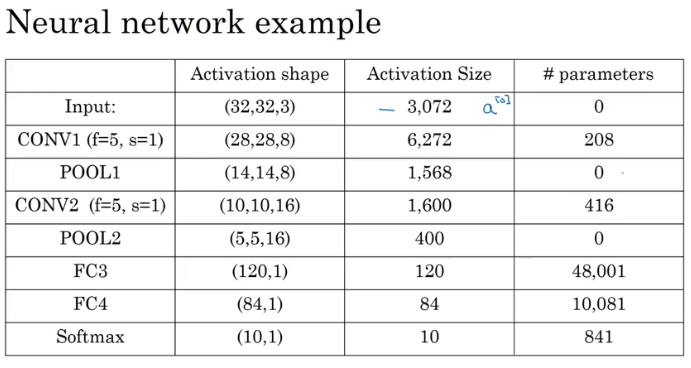 Neural network example
Activation shape Activation Size # parameters
Input: (32,32,3) — 3,072 a[0] 0
CONV1 (f=5, s=1) (28,28,8) 6,272 208
POOL1 (14,14,8) 1,568 0
CONV2 (f=5, s=1) (10,10,16) 1,600 416
POOL2 (5,5,16) 400 0
FC3 (120,1) 120 48,001
FC4 (84,1) 84 10,081
Softmax (10,1) 10 841